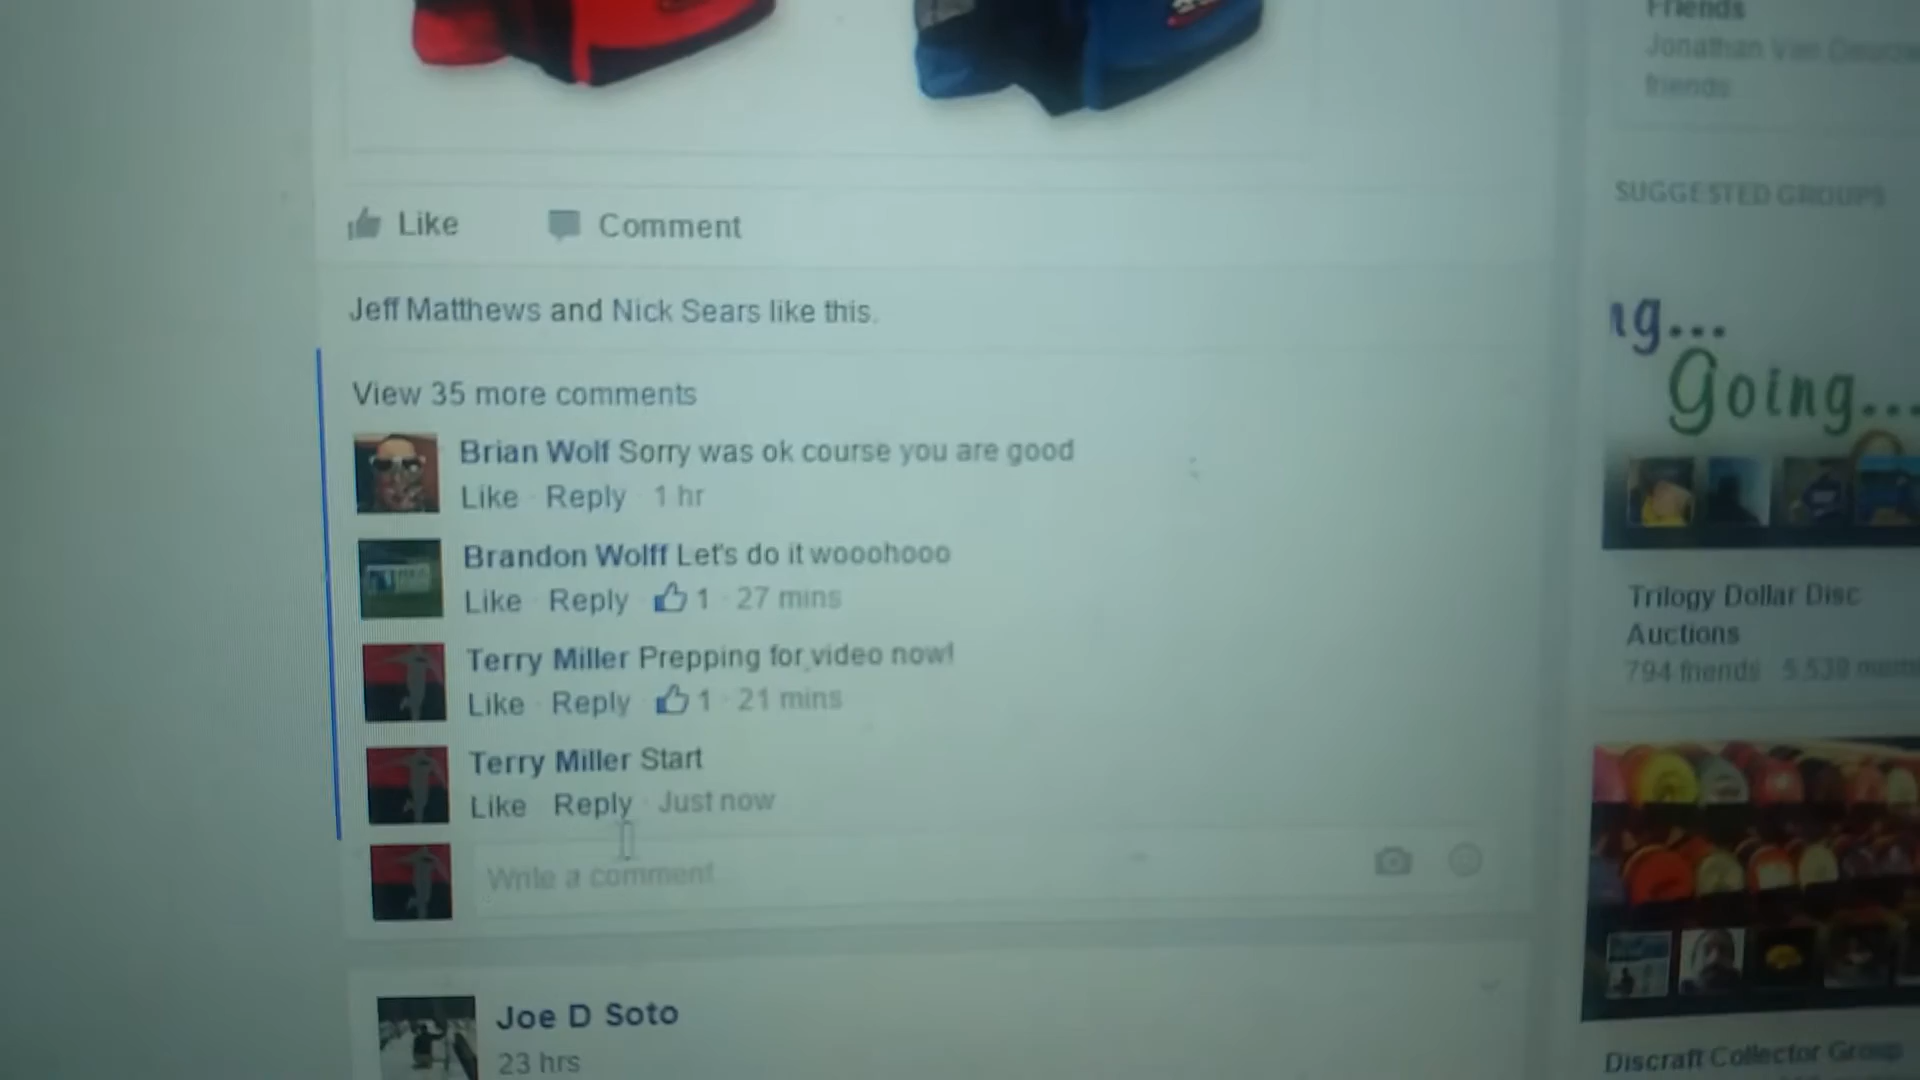 Friends
Jonathan Van
friends
Like Comment
SUGGESTED GROUPS
Jeff Matthews and Nick Sears like this.
ng...
Going...
View 35 more comments
Brian Wolf Sorry was ok course you are good
Like · Reply · 1 hr
Brandon Wolff Let's do it wooohooo
Like · Reply · 1 · 27 mins
Trilogy Dollar Disc
Auctions
794 friends 5,539
Terry Miller Prepping for video now!
Like · Reply · 1 · 21 mins
Terry Miller Start
Like · Reply · Just now
Write a comment
Joe D Soto
23 hrs
Discraft Collector Group